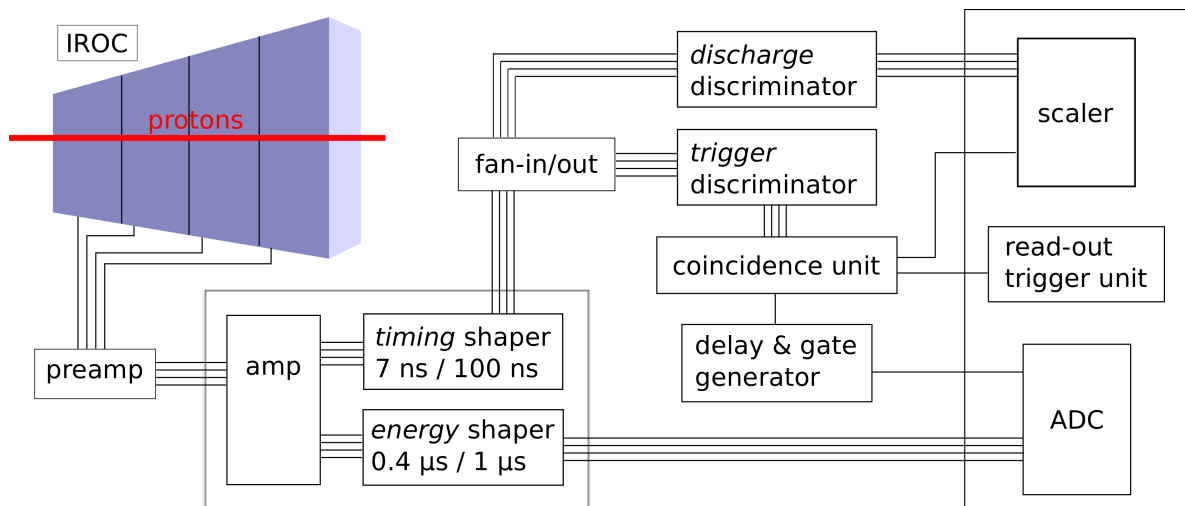 IROC
protons
preamp
amp
timing shaper
7 ns / 100 ns
energy shaper
0.4 µs / 1 µs
fan-in/out
discharge
discriminator
trigger
discriminator
coincidence unit
delay & gate
generator
scaler
read-out
trigger unit
ADC